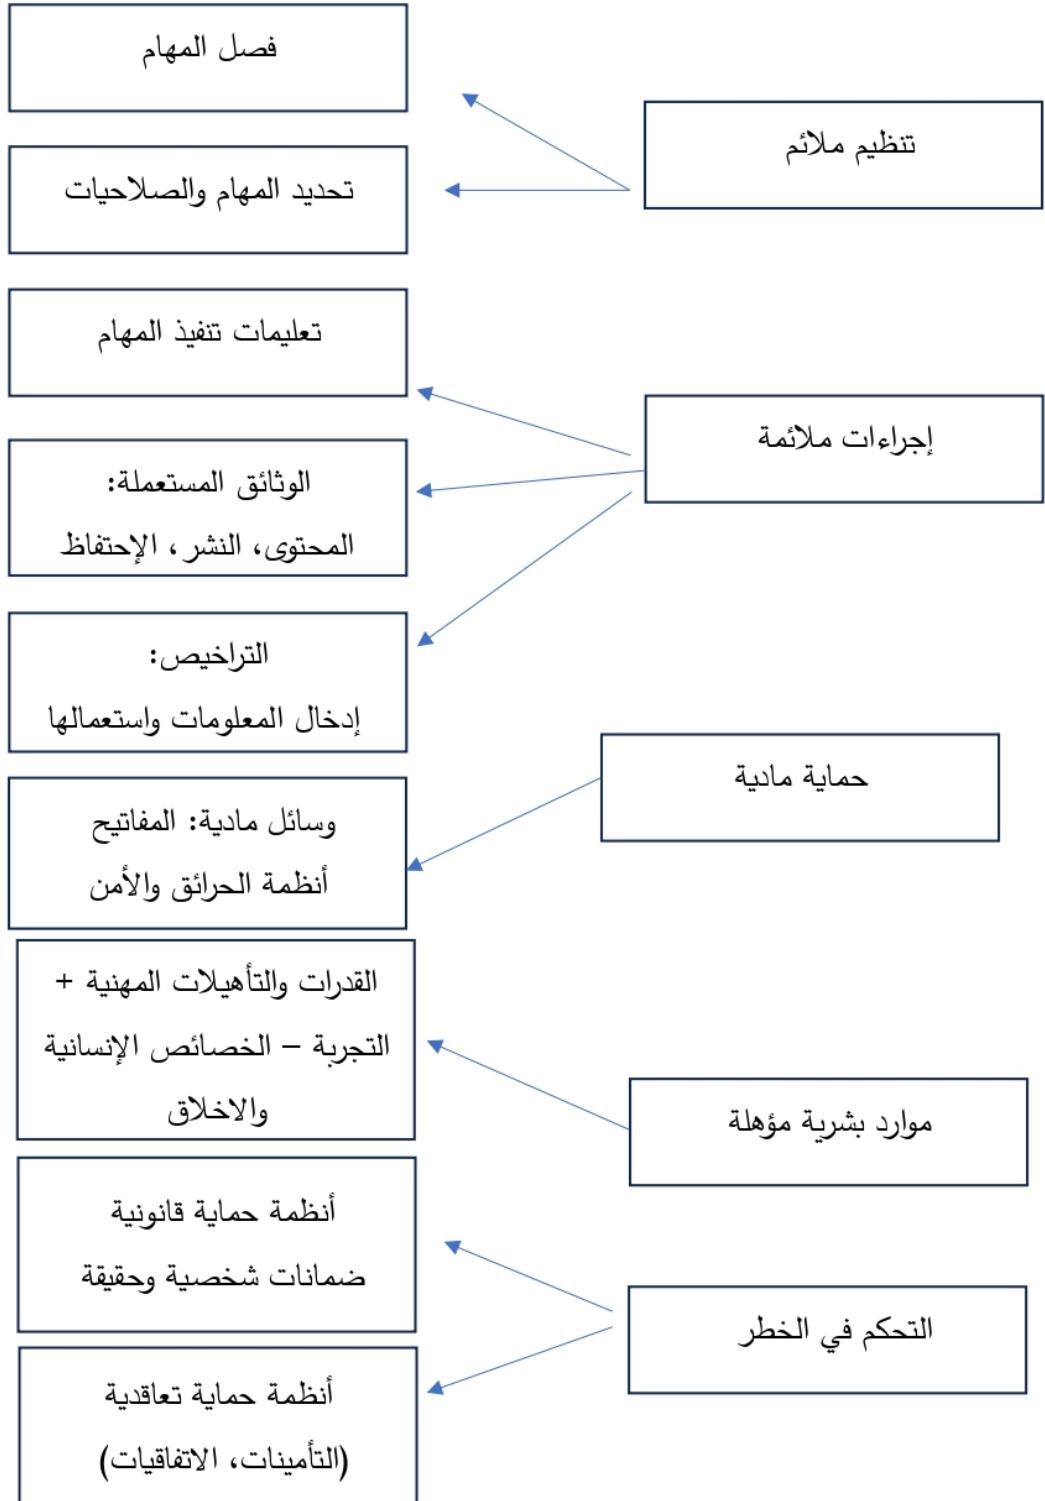 فصل المهام
تنظيم ملائم
تحديد المهام والصلاحيات
تعليمات تنفيذ المهام
إجراءات ملائمة
الوثائق المستعملة:
المحتوى، النشر، الإحتفاظ
التراخيص:
إدخال المعلومات واستعمالها
حماية مادية
وسائل مادية: المفاتيح
أنظمة الحرائق والأمن
القدرات والتأهيلات المهنية +
التجربة – الخصائص الإنسانية
والاخلاق
موارد بشرية مؤهلة
أنظمة حماية قانونية
ضمانات شخصية وحقيقة
التحكم في الخطر
أنظمة حماية تعاقدية
(التأمينات، الاتفاقيات)